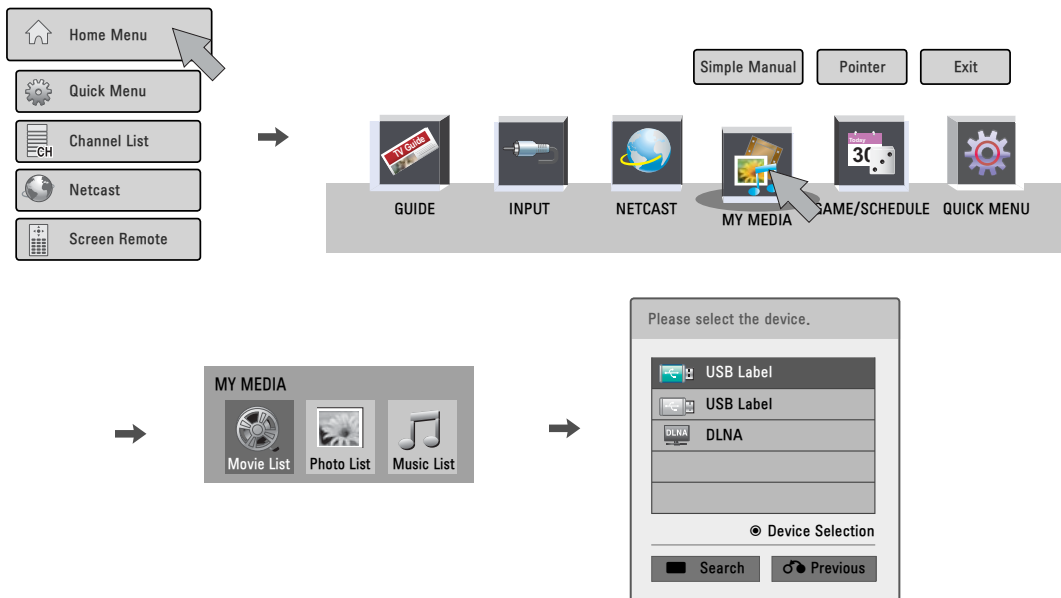 Home Menu
Quick Menu
CH Channel List
Netcast
Screen Remote
Simple Manual Pointer Exit
TV Guide
Today
30
GUIDE INPUT NETCAST MY MEDIA GAME/SCHEDULE QUICK MENU
MY MEDIA
Movie List Photo List Music List
Please select the device.
USB Label
USB Label
DLNA DLNA
Device Selection
Search Previous